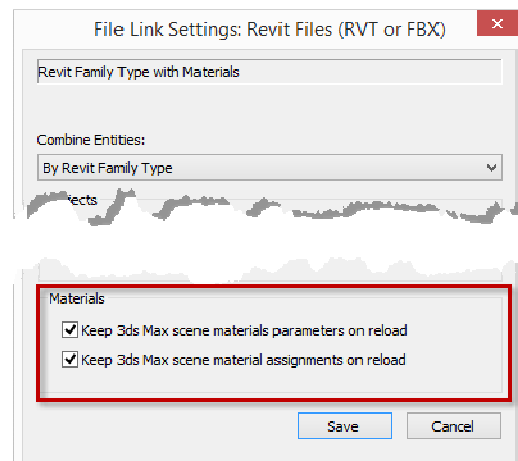 File Link Settings: Revit Files (RVT or FBX)
Revit Family Type with Materials
Combine Entities:
By Revit Family Type
Materials
Keep 3ds Max scene materials parameters on reload
Keep 3ds Max scene material assignments on reload
Save
Cancel